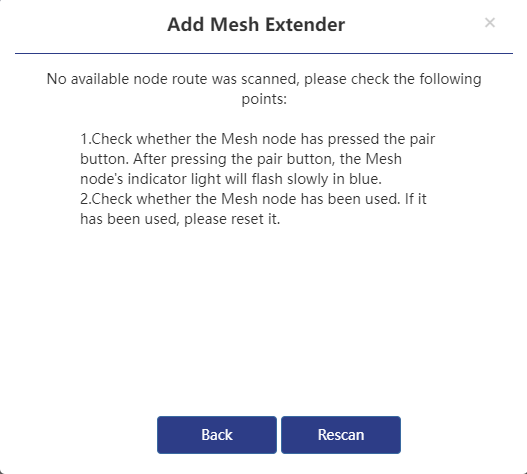 Add Mesh Extender
×
No available node route was scanned, please check the following
points:
1.Check whether the Mesh node has pressed the pair
button. After pressing the pair button, the Mesh
node's indicator light will flash slowly in blue.
2.Check whether the Mesh node has been used. If it
has been used, please reset it.
Back
Rescan